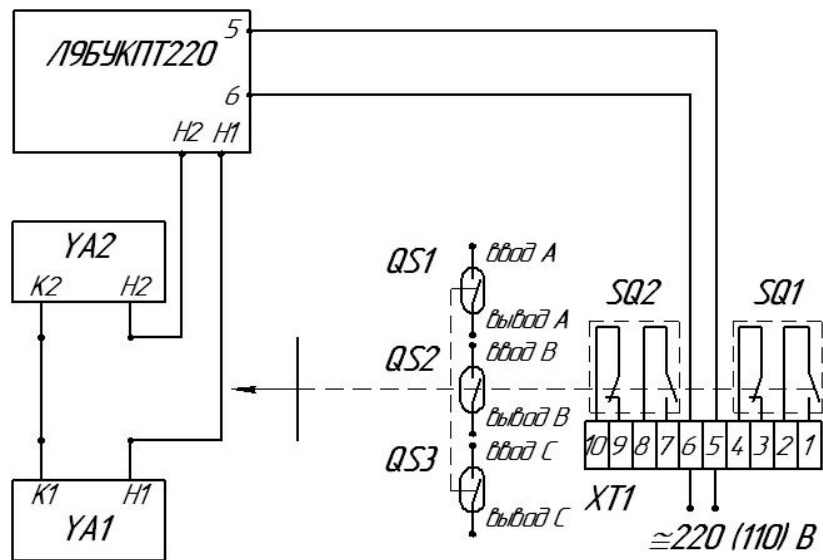 Л9БУКПТ220
5
6
H2 H1
YA2
K2 H2
QS1
ввод A
вывод A
QS2
ввод B
вывод B
QS3
ввод C
вывод C
SQ2
SQ1
10 9 8 7 6 5 4 3 2 1
XT1
≅220 (110) В
K1 H1
YA1